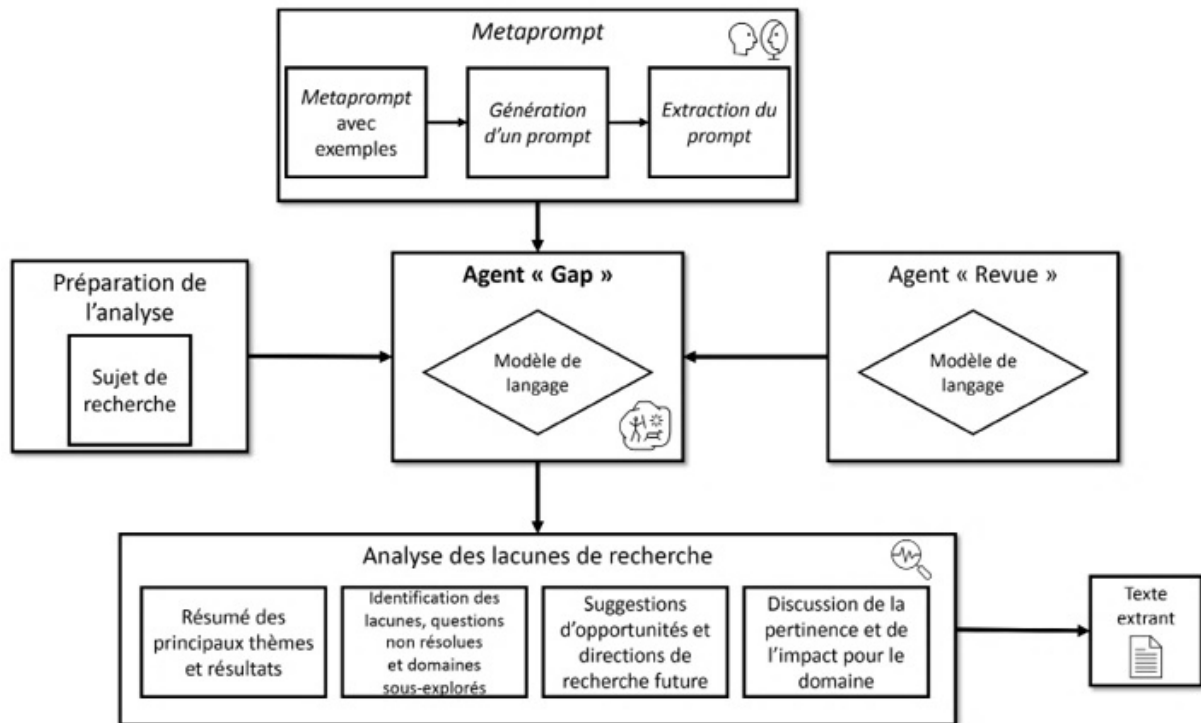 Metaprompt
Metaprompt
avec
exemples
Génération
d’un prompt
Extraction du
prompt
Préparation de
l’analyse
Sujet de
recherche
Agent « Gap »
Modèle de
langage
Agent « Revue »
Modèle de
langage
Analyse des lacunes de recherche
Résumé des
principaux thèmes
et résultats
Identification des
lacunes, questions
non résolues
et domaines
sous-explorés
Suggestions
d’opportunités et
directions de
recherche future
Discussion de la
pertinence et de
l’impact pour le
domaine
Texte
extrant